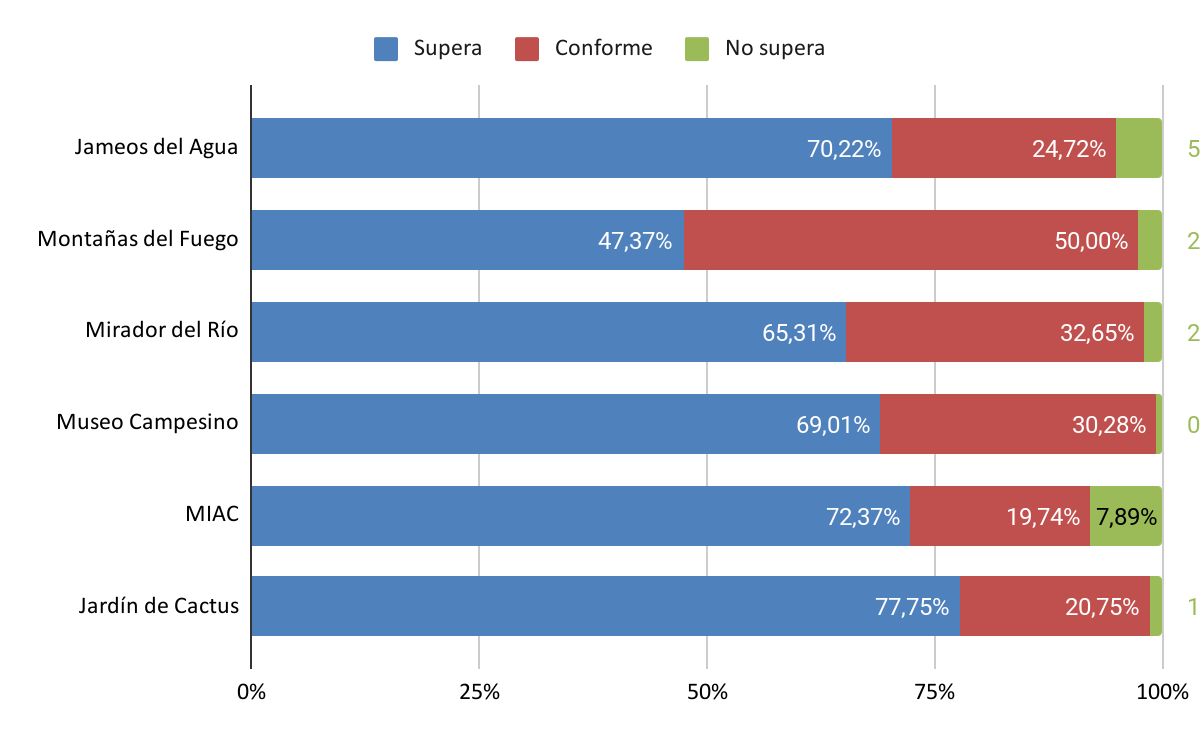 Supera Conforme No supera
Jameos del Agua 70,22% 24,72% 5
Montañas del Fuego 47,37% 50,00% 2
Mirador del Río 65,31% 32,65% 2
Museo Campesino 69,01% 30,28% 0
MIAC 72,37% 19,74% 7,89%
Jardín de Cactus 77,75% 20,75% 1
0% 25% 50% 75% 100%